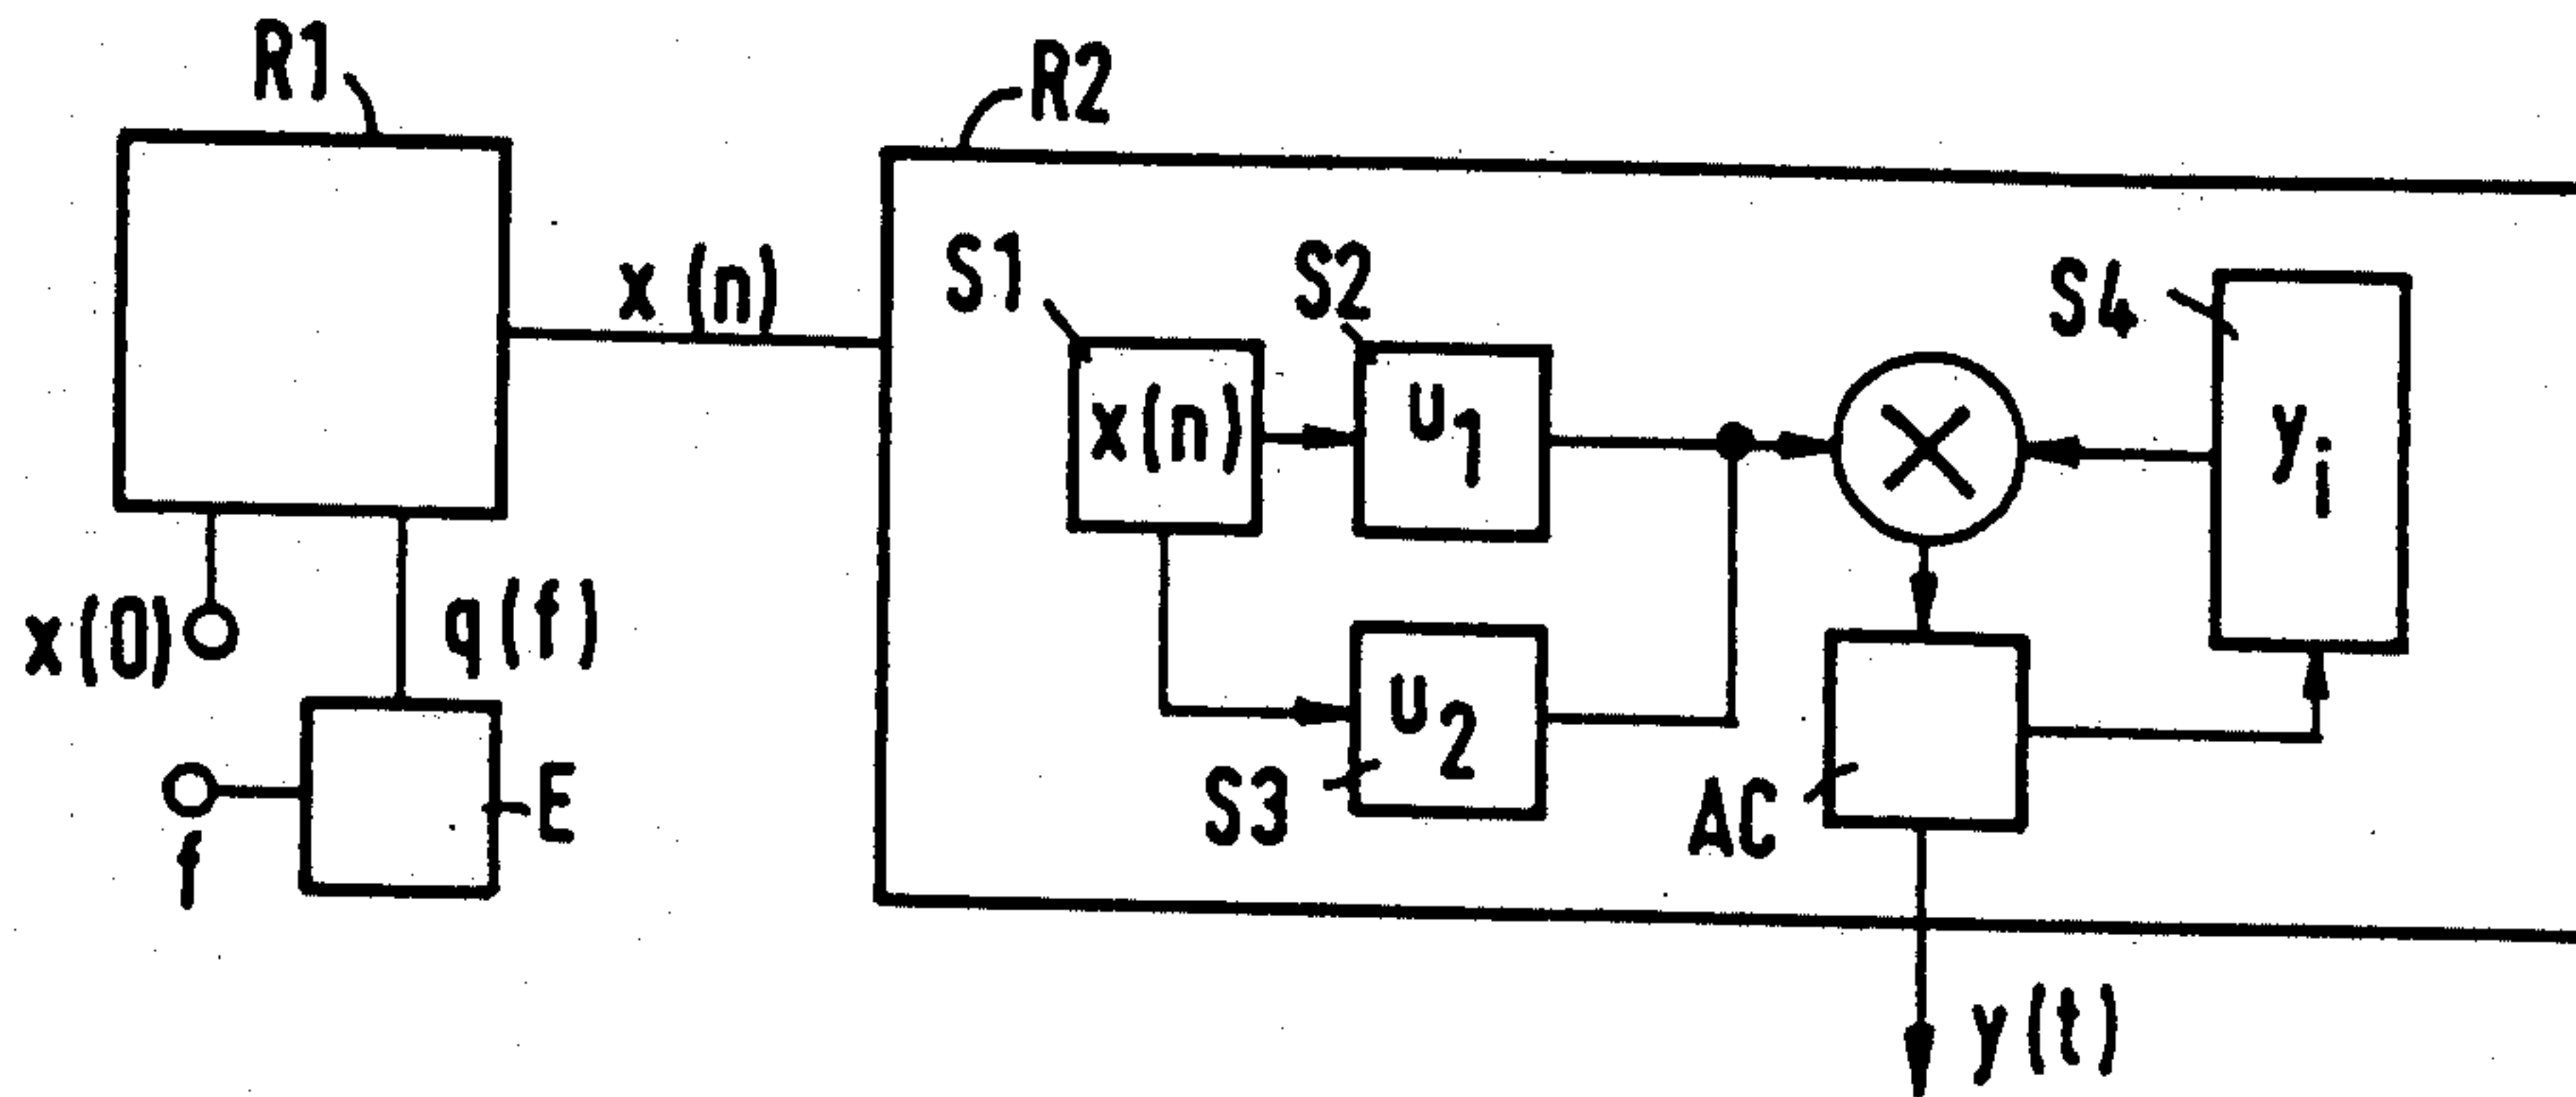 R1
R2
x(n)
S1
S2
S4
x(n)
u1
yi
x(0)
q(f)
u2
S3
AC
E
f
y(t)